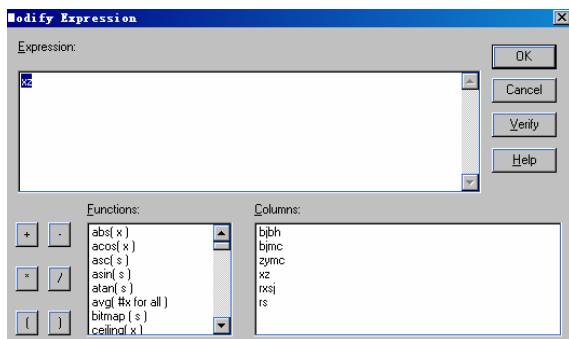 Modify Expression
Expression:
xz
OK
Cancel
Verify
Help
Functions:
Columns:
+ -
* /
( )
abs( x )
acos( x )
asc( s )
asin( s )
atan( s )
avg( #x for all )
bitmap ( s )
ceiling( x )
bjbh
bjmc
zymc
xz
rxsj
rs